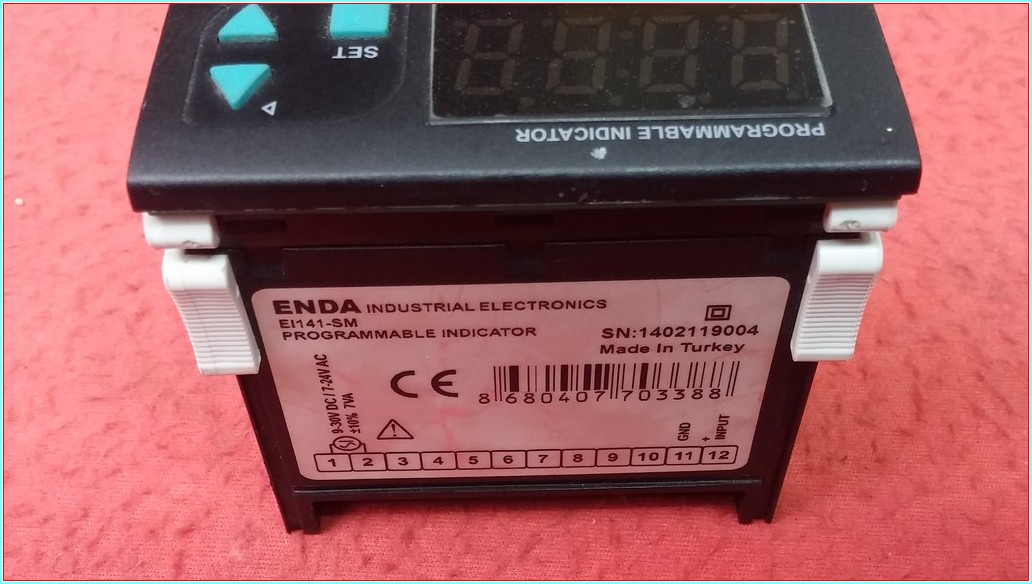 SET
PROGRAMMABLE INDICATOR
ENDA INDUSTRIAL ELECTRONICS
EI141-SM
PROGRAMMABLE INDICATOR
SN:1402119004
Made In Turkey
9-30V DC / 7-24V AC
±10% 7VA
CE
8 680407 703388
GND
+ INPUT
1 2 3 4 5 6 7 8 9 10 11 12